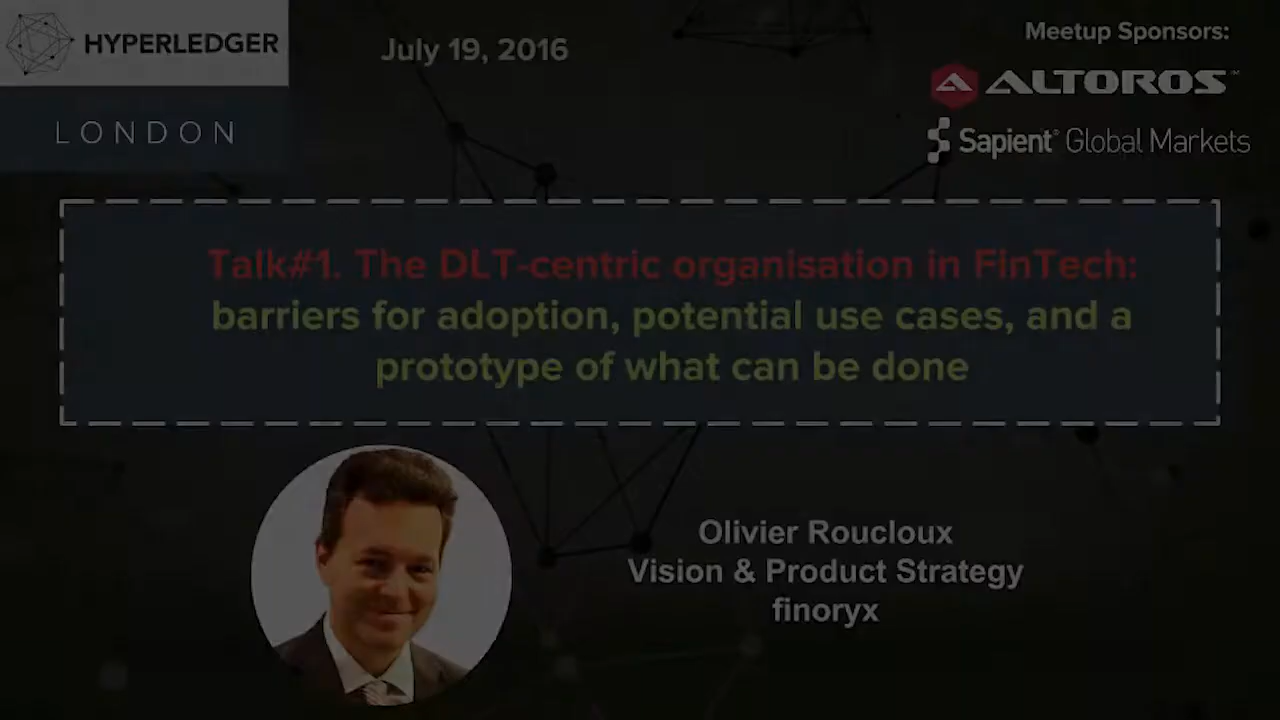 HYPERLEDGER
LONDON
July 19, 2016
Meetup Sponsors:
ALTOROS™
Sapient® Global Markets
Talk#1. The DLT-centric organisation in FinTech:
barriers for adoption, potential use cases, and a
prototype of what can be done
Olivier Roucloux
Vision & Product Strategy
finoryx